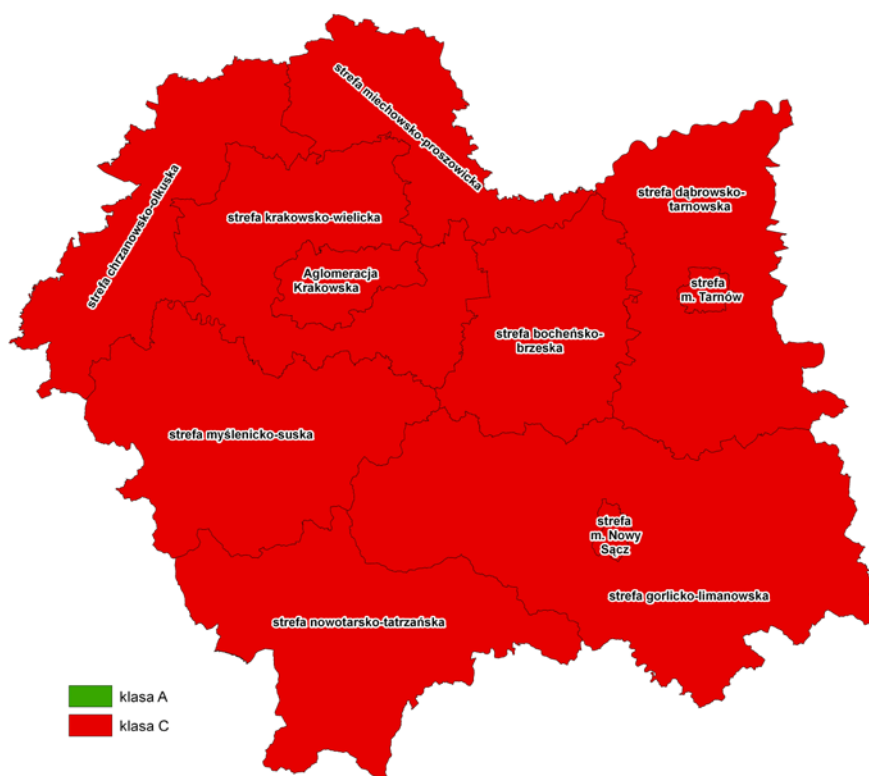 strefa miechowsko-proszowicka
strefa chrzanowsko-olkuska
strefa krakowsko-wielicka
strefa dąbrowsko-
tarnowska
Aglomeracja
Krakowska
strefa
m. Tarnów
strefa bocheńsko-
brzeska
strefa myślenicko-suska
strefa
m. Nowy
Sącz
strefa gorlicko-limanowska
strefa nowotarsko-tatrzańska
klasa A
klasa C